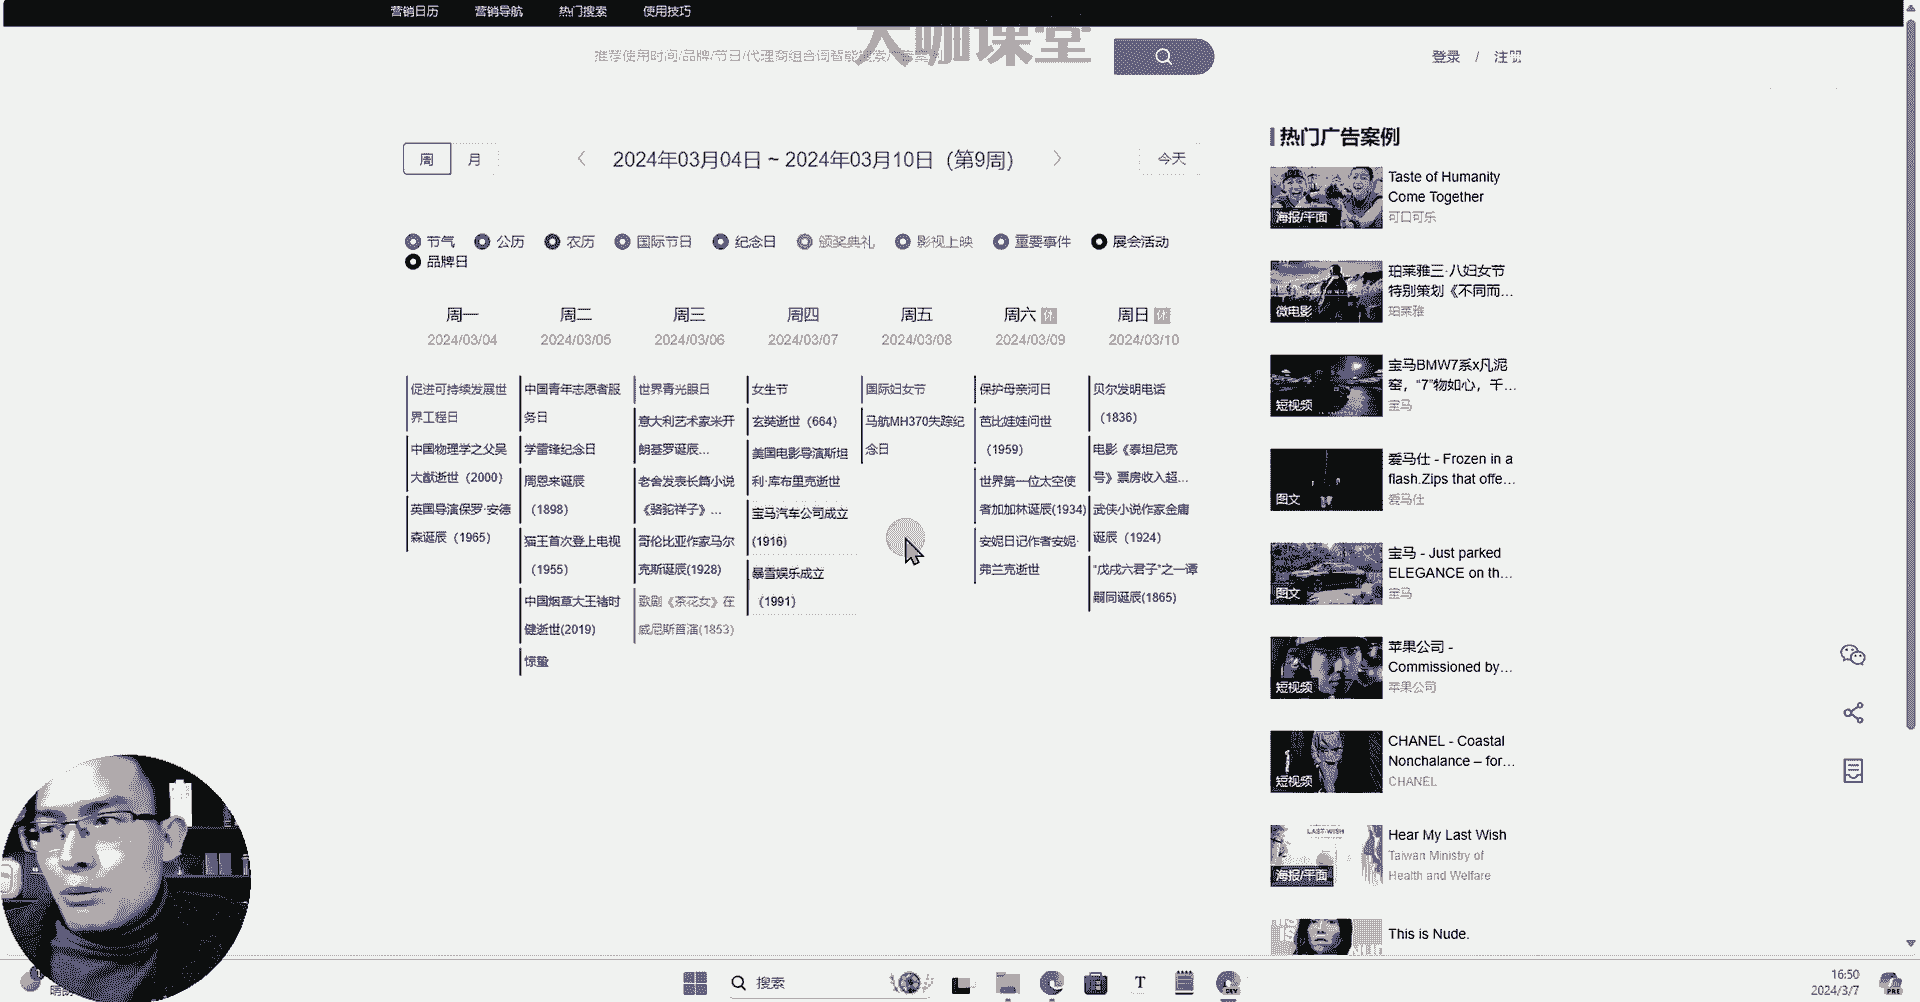 营销日历 营销导航 热门搜索 使用技巧
大咖课堂
推荐使用时间/品牌/节日/代理商组合词智能搜索广告案例
登录 / 注册
周 月
2024年03月04日 ~ 2024年03月10日（第9周）
今天
节气 公历 农历 国际节日 纪念日 颁奖典礼 影视上映 重要事件 展会活动
品牌日
周一
2024/03/04
促进可持续发展世
界工程日
中国物理学之父吴
大猷逝世（2000）
英国导演保罗·安德
森诞辰（1965）
周二
2024/03/05
中国青年志愿者服
务日
学雷锋纪念日
周恩来诞辰
（1898）
猫王首次登上电视
（1955）
中国烟草大王褚时
健逝世(2019)
惊蛰
周三
2024/03/06
世界青光眼日
意大利艺术家米开
朗基罗诞辰...
老舍发表长篇小说
《骆驼祥子》...
哥伦比亚作家马尔
克斯诞辰(1928)
歌剧《茶花女》在
威尼斯首演(1853)
周四
2024/03/07
女生节
玄奘逝世（664）
美国电影导演斯坦
利·库布里克逝世
宝马汽车公司成立
(1916)
暴雪娱乐成立
（1991）
周五
2024/03/08
国际妇女节
马航MH370失踪纪
念日
周六 休
2024/03/09
保护母亲河日
芭比娃娃问世
（1959）
世界第一位太空使
者加加林诞辰(1934)
安妮日记作者安妮·
弗兰克逝世
周日 休
2024/03/10
贝尔发明电话
（1836）
电影《泰坦尼克
号》票房收入超...
武侠小说作家金庸
诞辰（1924）
“戊戌六君子”之一谭
嗣同诞辰(1865)
热门广告案例
海报/平面
Taste of Humanity
Come Together
可口可乐
微电影
珀莱雅三·八妇女节
特别策划《不同而...
珀莱雅
短视频
宝马BMW7系x凡泥
窑，“7”物如心，千...
宝马
图文
爱马仕 - Frozen in a
flash.Zips that offe...
爱马仕
图文
宝马 - Just parked
ELEGANCE on th...
宝马
短视频
苹果公司 -
Commissioned by...
苹果公司
短视频
CHANEL - Coastal
Nonchalance – for...
CHANEL
LAST WISH
海报/平面
Hear My Last Wish
Taiwan Ministry of
Health and Welfare
This is Nude.
搜索
16:50
2024/3/7